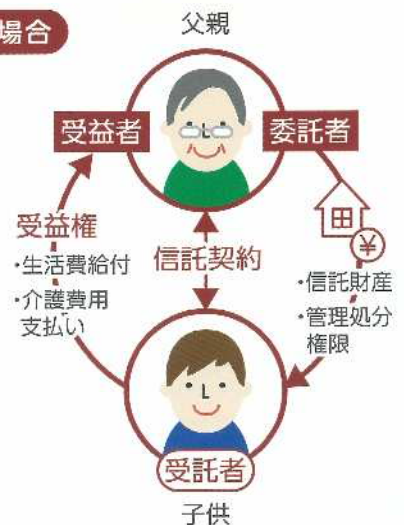 場合
父親
受益者
委託者
受益権
・生活費給付
・介護費用
支払い
信託契約
¥
・信託財産
・管理処分
権限
受託者
子供